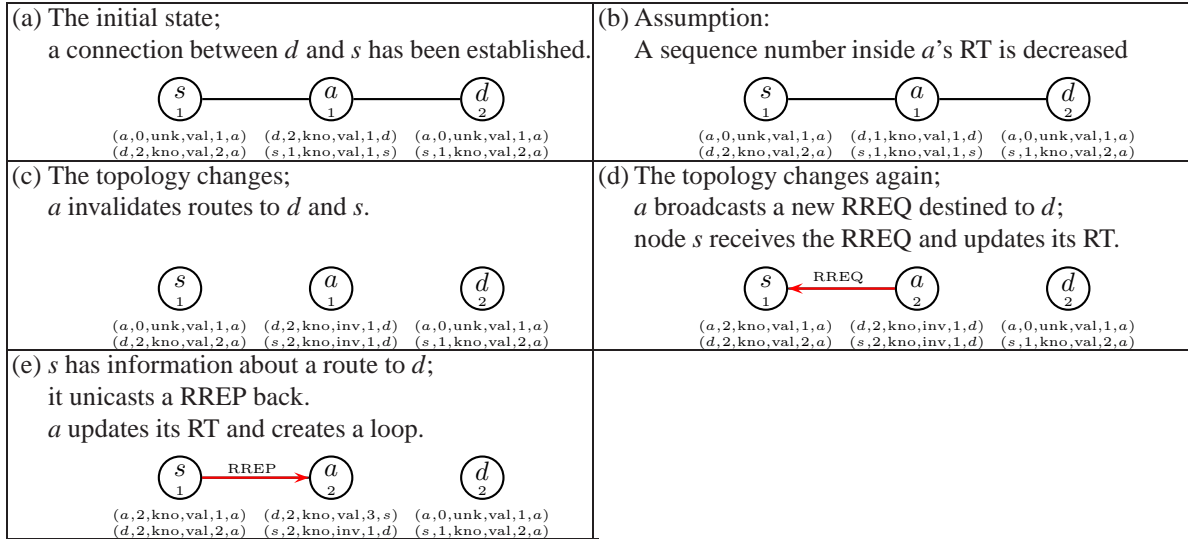 (a) The initial state;
a connection between d and s has been established.
s
1
a
1
d
2
(a,0,unk,val,1,a) (d,2,kno,val,1,d) (a,0,unk,val,1,a)
(d,2,kno,val,2,a) (s,1,kno,val,1,s) (s,1,kno,val,2,a)
(b) Assumption:
A sequence number inside a's RT is decreased
s
1
a
1
d
2
(a,0,unk,val,1,a) (d,1,kno,val,1,d) (a,0,unk,val,1,a)
(d,2,kno,val,2,a) (s,1,kno,val,1,s) (s,1,kno,val,2,a)
(c) The topology changes;
a invalidates routes to d and s.
s
1
a
1
d
2
(a,0,unk,val,1,a) (d,2,kno,inv,1,d) (a,0,unk,val,1,a)
(d,2,kno,val,2,a) (s,2,kno,inv,1,d) (s,1,kno,val,2,a)
(d) The topology changes again;
a broadcasts a new RREQ destined to d;
node s receives the RREQ and updates its RT.
s
1
RREQ
a
2
d
2
(a,2,kno,val,1,a) (d,2,kno,inv,1,d) (a,0,unk,val,1,a)
(d,2,kno,val,2,a) (s,2,kno,inv,1,d) (s,1,kno,val,2,a)
(e) s has information about a route to d;
it unicasts a RREP back.
a updates its RT and creates a loop.
s
1
RREP
a
2
d
2
(a,2,kno,val,1,a) (d,2,kno,val,3,s) (a,0,unk,val,1,a)
(d,2,kno,val,2,a) (s,2,kno,inv,1,d) (s,1,kno,val,2,a)